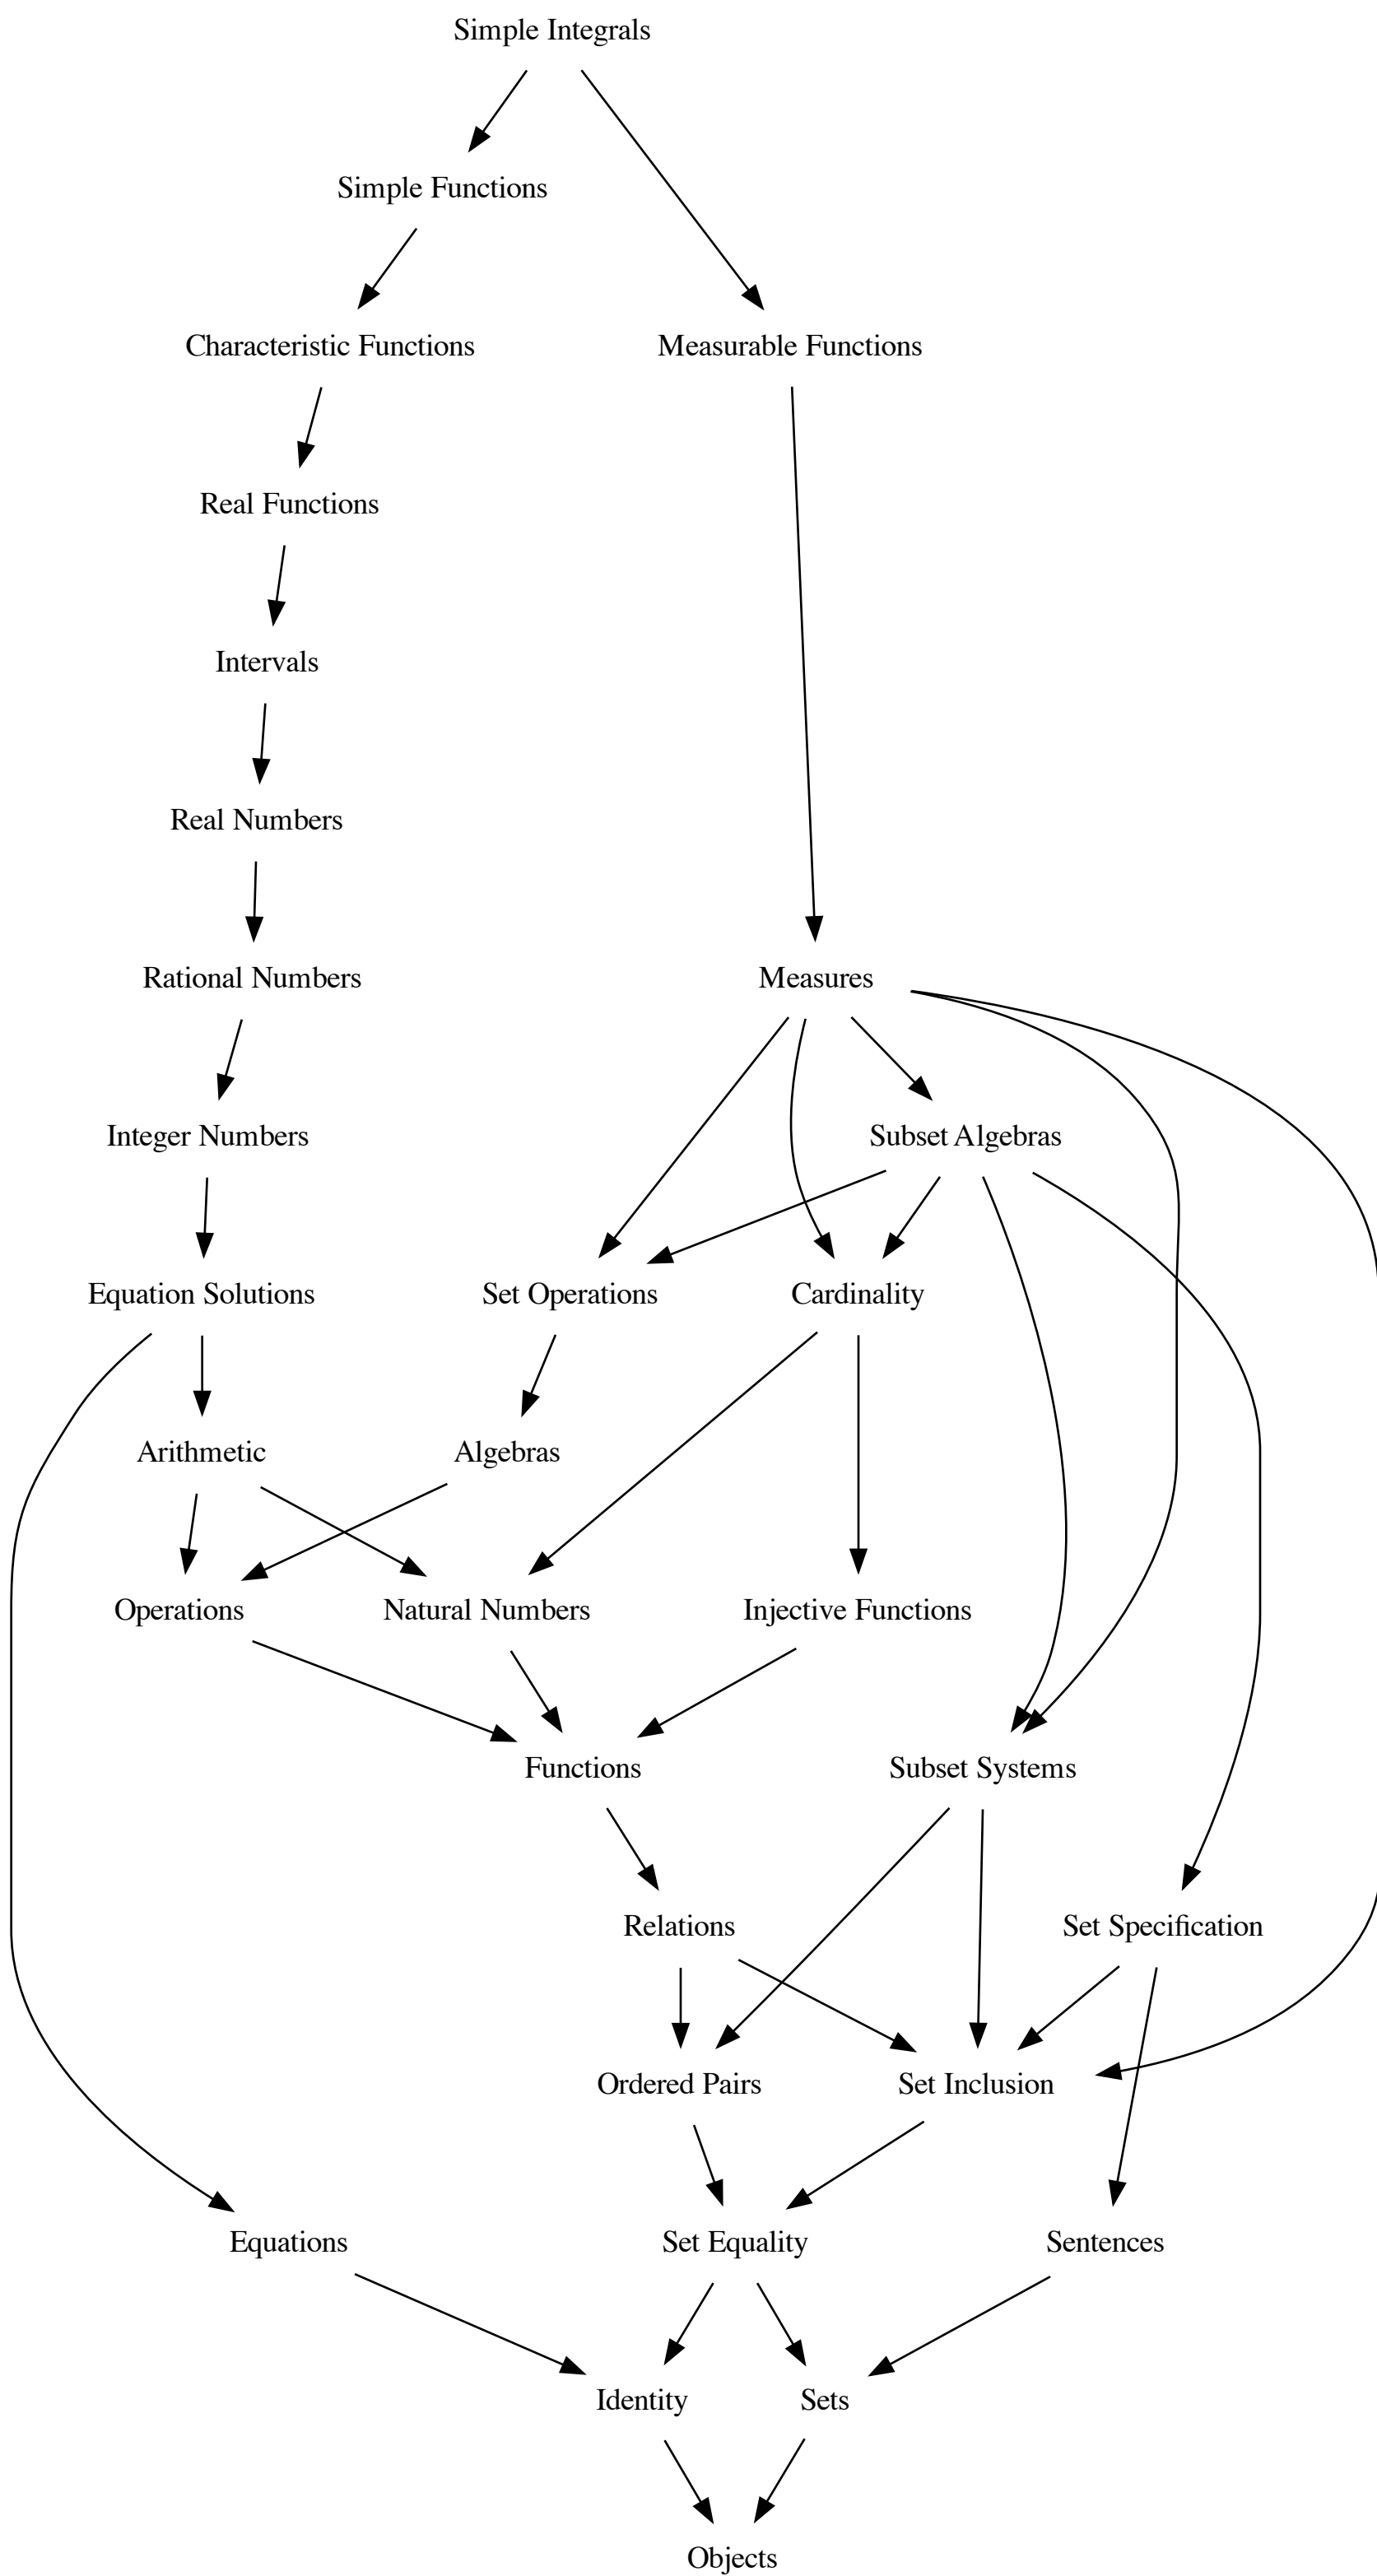 Simple Integrals
Simple Functions
Characteristic Functions
Measurable Functions
Real Functions
Intervals
Real Numbers
Rational Numbers
Measures
Integer Numbers
Subset Algebras
Equation Solutions
Set Operations
Cardinality
Arithmetic
Algebras
Operations
Natural Numbers
Injective Functions
Functions
Subset Systems
Relations
Set Specification
Ordered Pairs
Set Inclusion
Equations
Set Equality
Sentences
Identity
Sets
Objects